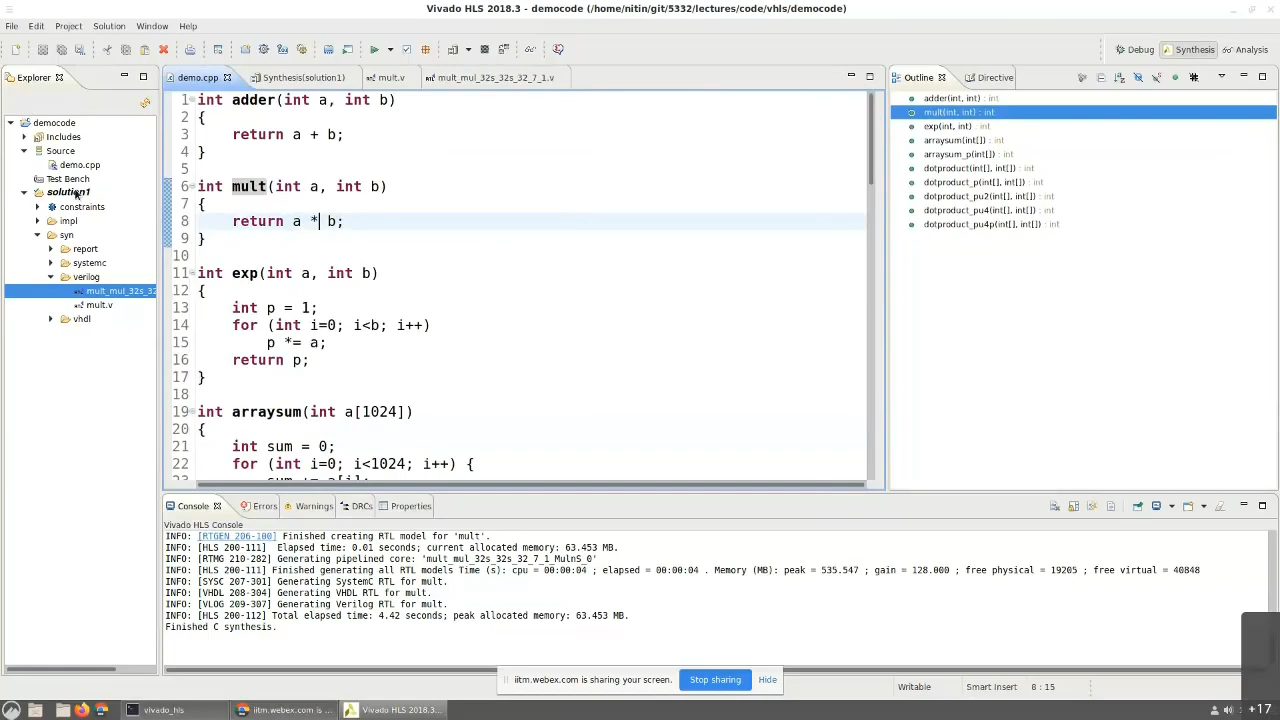 Vivado HLS 2018.3 - democode (/home/nitin/git/5332/lectures/code/vhls/democode)
File Edit Project Solution Window Help
Debug Synthesis Analysis
Explorer
democode
Includes
Source
demo.cpp
Test Bench
solution1
constraints
impl
syn
report
systemc
verilog
mult_mul_32s_32
mult.v
vhdl
demo.cpp Synthesis(solution1) mult.v mult_mul_32s_32s_32_7_1.v
1 int adder(int a, int b)
2 {
3 return a + b;
4 }
5
6 int mult(int a, int b)
7 {
8 return a * b;
9 }
10
11 int exp(int a, int b)
12 {
13 int p = 1;
14 for (int i=0; i<b; i++)
15 p *= a;
16 return p;
17 }
18
19 int arraysum(int a[1024])
20 {
21 int sum = 0;
22 for (int i=0; i<1024; i++) {
23 sum += a[i];
Outline Directive
adder(int, int) : int
mult(int, int) : int
exp(int, int) : int
arraysum(int[]) : int
arraysum_p(int[]) : int
dotproduct(int[], int[]) : int
dotproduct_p(int[], int[]) : int
dotproduct_pu2(int[], int[]) : int
dotproduct_pu4(int[], int[]) : int
dotproduct_pu4p(int[], int[]) : int
Console Errors Warnings DRCs Properties
Vivado HLS Console
INFO: [RTGEN 206-100] Finished creating RTL model for 'mult'.
INFO: [HLS 200-111] Elapsed time: 0.01 seconds; current allocated memory: 63.453 MB.
INFO: [RTMG 210-282] Generating pipelined core: 'mult_mul_32s_32s_32_7_1_MulnS_0'
INFO: [HLS 200-111] Finished generating all RTL models Time (s): cpu = 00:00:04 ; elapsed = 00:00:04 . Memory (MB): peak = 535.547 ; gain = 128.000 ; free physical = 19205 ; free virtual = 40848
INFO: [SYSC 207-301] Generating SystemC RTL for mult.
INFO: [VHDL 208-304] Generating VHDL RTL for mult.
INFO: [VLOG 209-307] Generating Verilog RTL for mult.
INFO: [HLS 200-112] Total elapsed time: 4.42 seconds; peak allocated memory: 63.453 MB.
Finished C synthesis.
iitm.webex.com is sharing your screen. Stop sharing Hide
Writable Smart Insert 8 : 15
vivado_hls iitm.webex.com is ... Vivado HLS 2018.3... +17